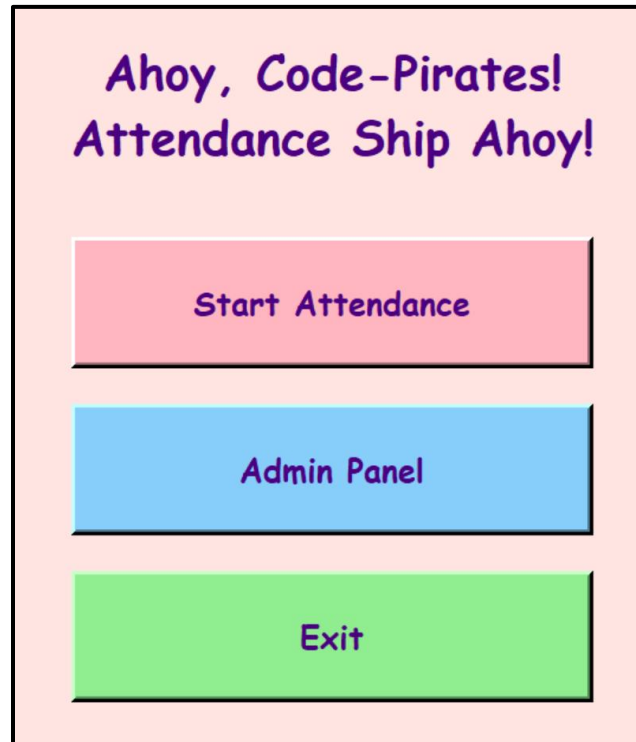 Ahoy, Code-Pirates!
Attendance Ship Ahoy!
Start Attendance
Admin Panel
Exit